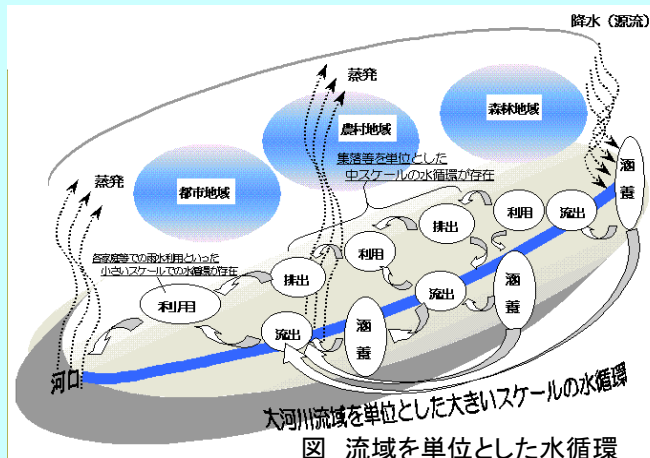 降水（源流）
蒸発
森林地域
農村地域
集落等を単位とした
中スケールの水循環が存在
涵養
蒸発
都市地域
利用
流出
排出
各家庭等での雨水利用といった
小さいスケールでの水循環が存在
利用
排出
涵養
流出
利用
流出
涵養
河口
大河川流域を単位とした大きいスケールの水循環
図 流域を単位とした水循環